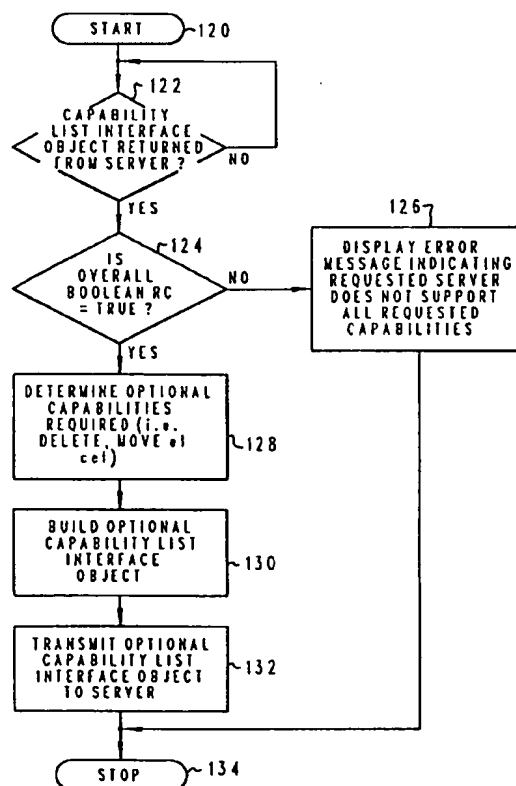 START
120
122
CAPABILITY
LIST INTERFACE
OBJECT RETURNED
FROM SERVER ?
NO
YES
124
IS
OVERALL
BOOLEAN RC
= TRUE ?
NO
YES
126
DISPLAY ERROR
MESSAGE INDICATING
REQUESTED SERVER
DOES NOT SUPPORT
ALL REQUESTED
CAPABILITIES
DETERMINE OPTIONAL
CAPABILITIES
REQUIRED (i.e.
DELETE, MOVE el
cel)
128
BUILD OPTIONAL
CAPABILITY LIST
INTERFACE
OBJECT
130
TRANSMIT OPTIONAL
CAPABILITY LIST
INTERFACE OBJECT
TO SERVER
132
STOP
134